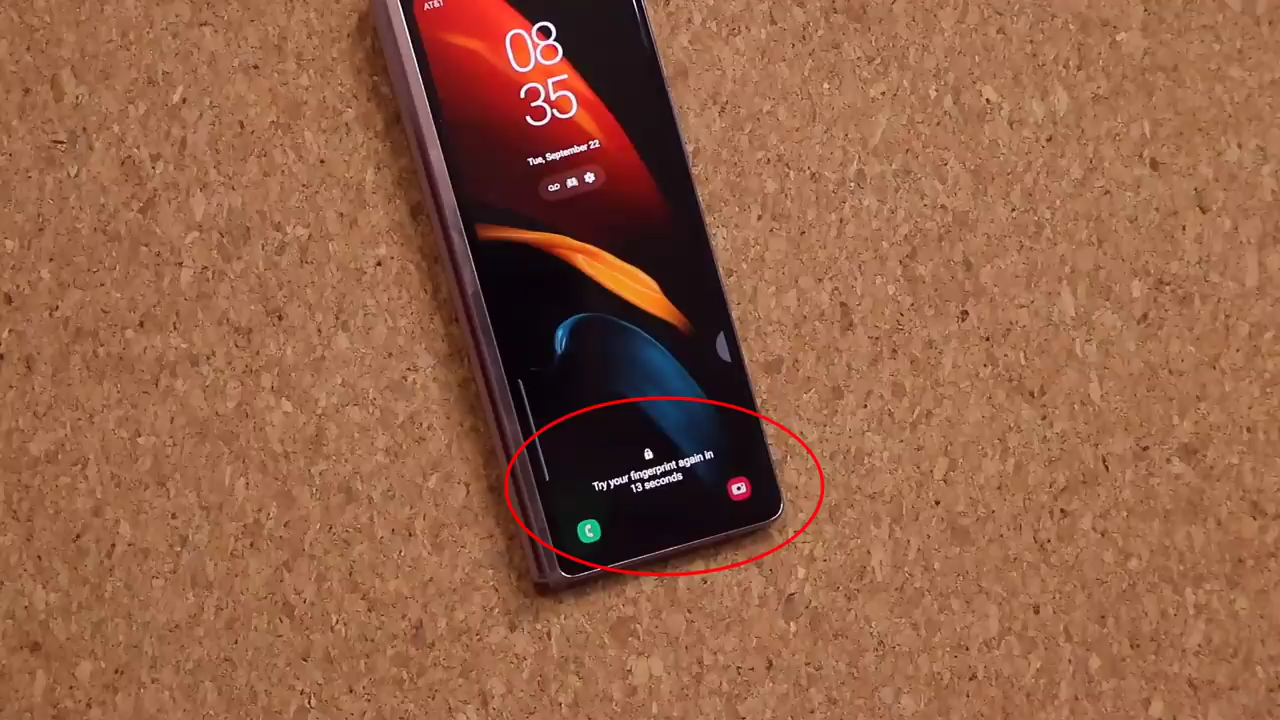 AT&T
08
35
Tue, September 22
Try your fingerprint again in
13 seconds